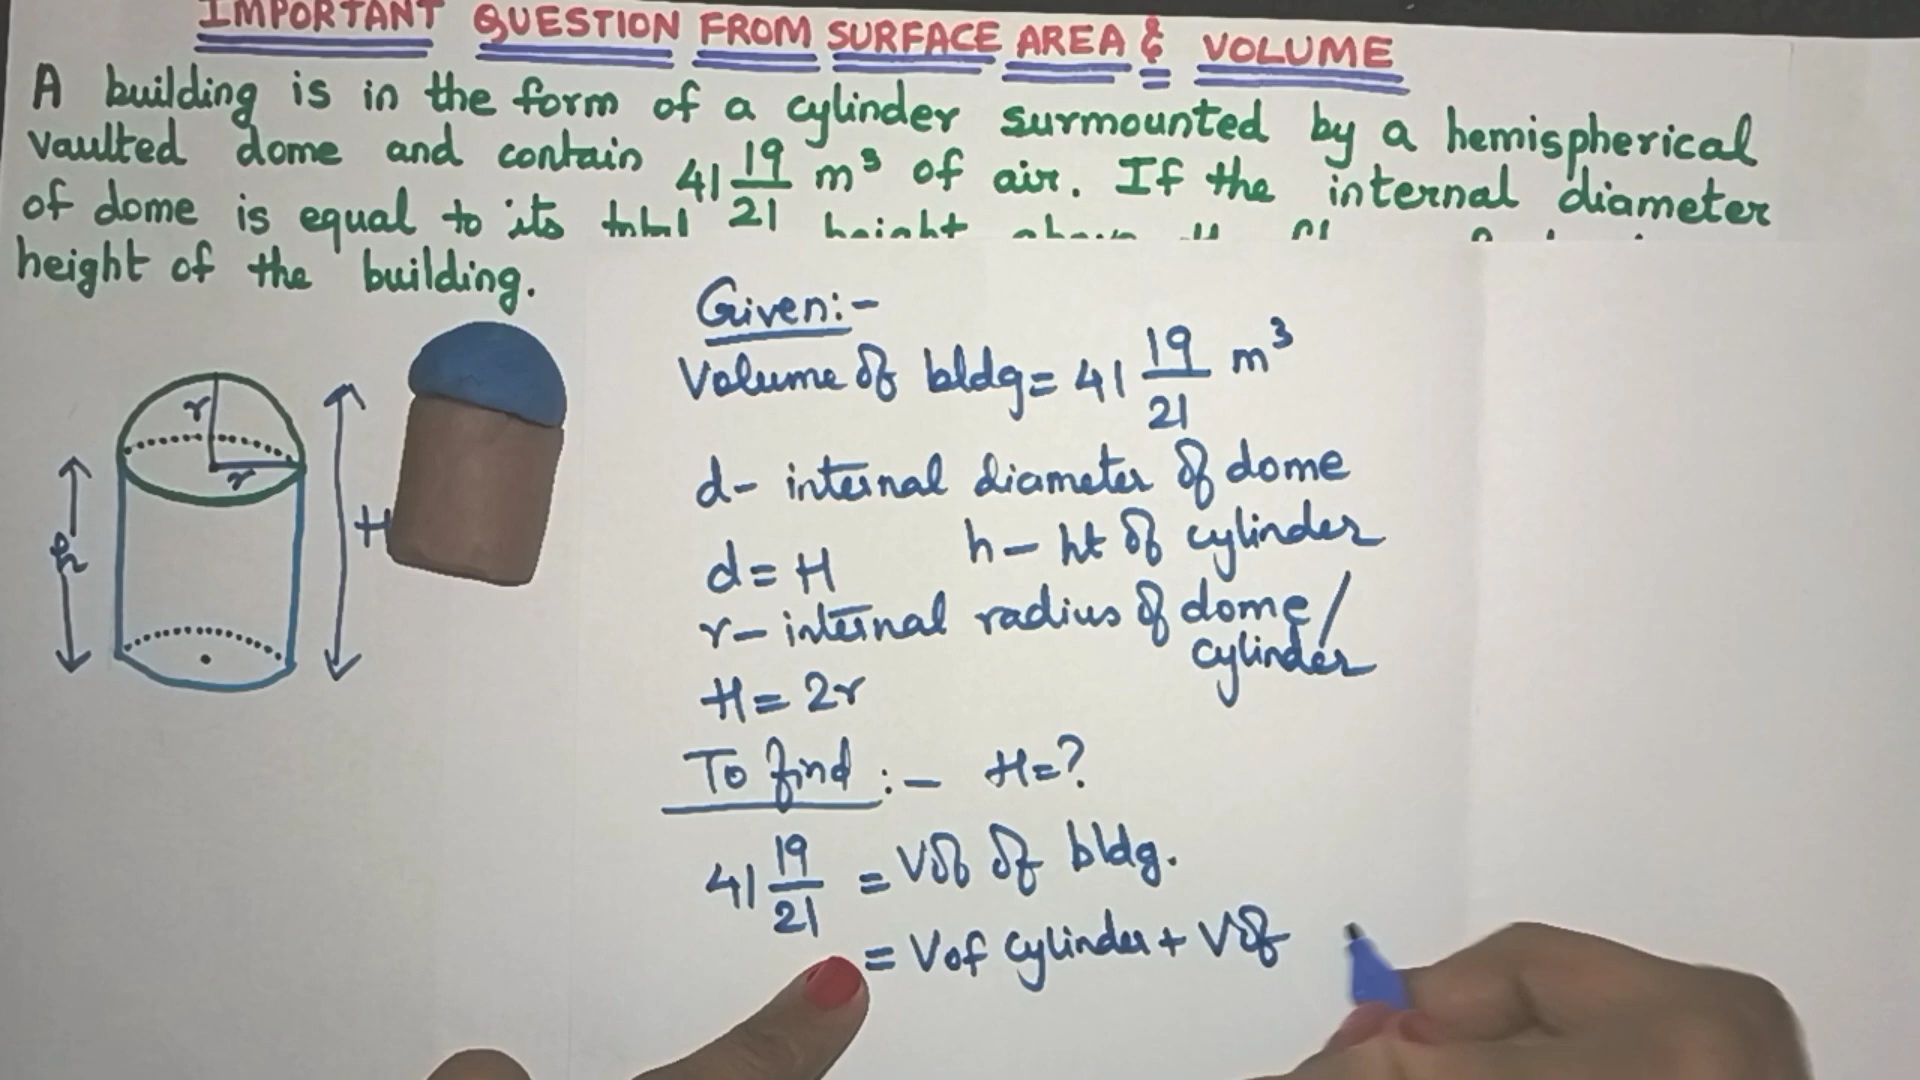 IMPORTANT QUESTION FROM SURFACE AREA & VOLUME
A building is in the form of a cylinder surmounted by a hemispherical
vaulted dome and contain 41 19/21 m³ of air. If the internal diameter
of dome is equal to its height
height of the building.
Given:-
Volume of bldg = 41 19/21 m³
d - internal diameter of dome
d = H h - ht of cylinder
r - internal radius of dome/
cylinder
H = 2r
To find :- H = ?
41 19/21 = V of of bldg.
= V of cylinder + V of
r
r
h
H